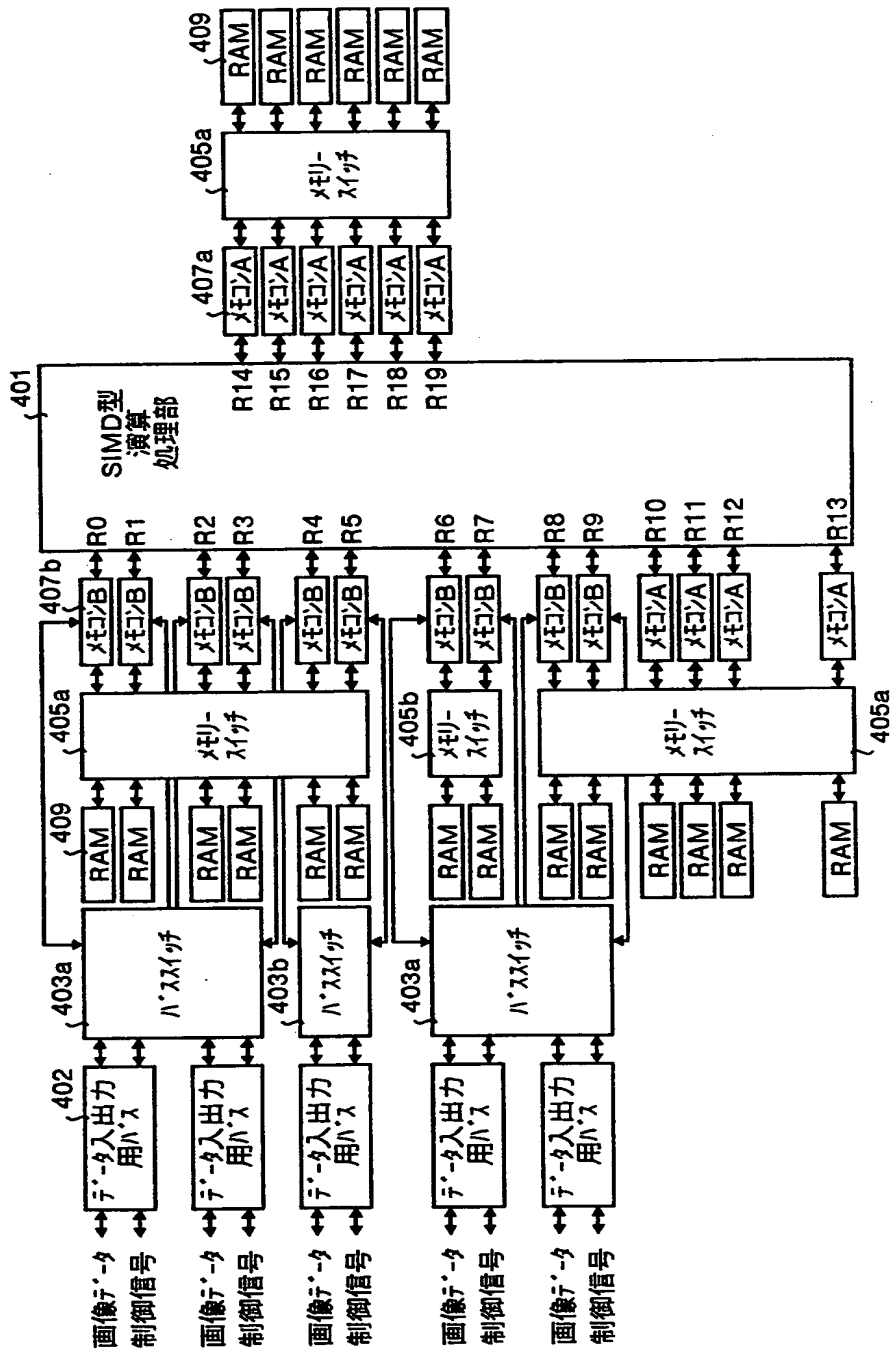 画像データ
制御信号
画像データ
制御信号
画像データ
制御信号
画像データ
制御信号
画像データ
制御信号
402
データ入出力
用バス
データ入出力
用バス
データ入出力
用バス
データ入出力
用バス
データ入出力
用バス
403a
バススイッチ
403b
バススイッチ
403a
バススイッチ
409
RAM
RAM
RAM
RAM
RAM
RAM
RAM
RAM
RAM
RAM
RAM
RAM
RAM
RAM
405a
メモリー
スイッチ
405b
メモリー
スイッチ
メモリー
スイッチ
405a
407b
メモコンB
メモコンB
メモコンB
メモコンB
メモコンB
メモコンB
メモコンB
メモコンB
メモコンB
メモコンB
メモコンA
メモコンA
メモコンA
メモコンA
401
SIMD型
演算
処理部
R0
R1
R2
R3
R4
R5
R6
R7
R8
R9
R10
R11
R12
R13
R14
R15
R16
R17
R18
R19
407a
メモコンA
メモコンA
メモコンA
メモコンA
メモコンA
メモコンA
405a
メモリー
スイッチ
409
RAM
RAM
RAM
RAM
RAM
RAM